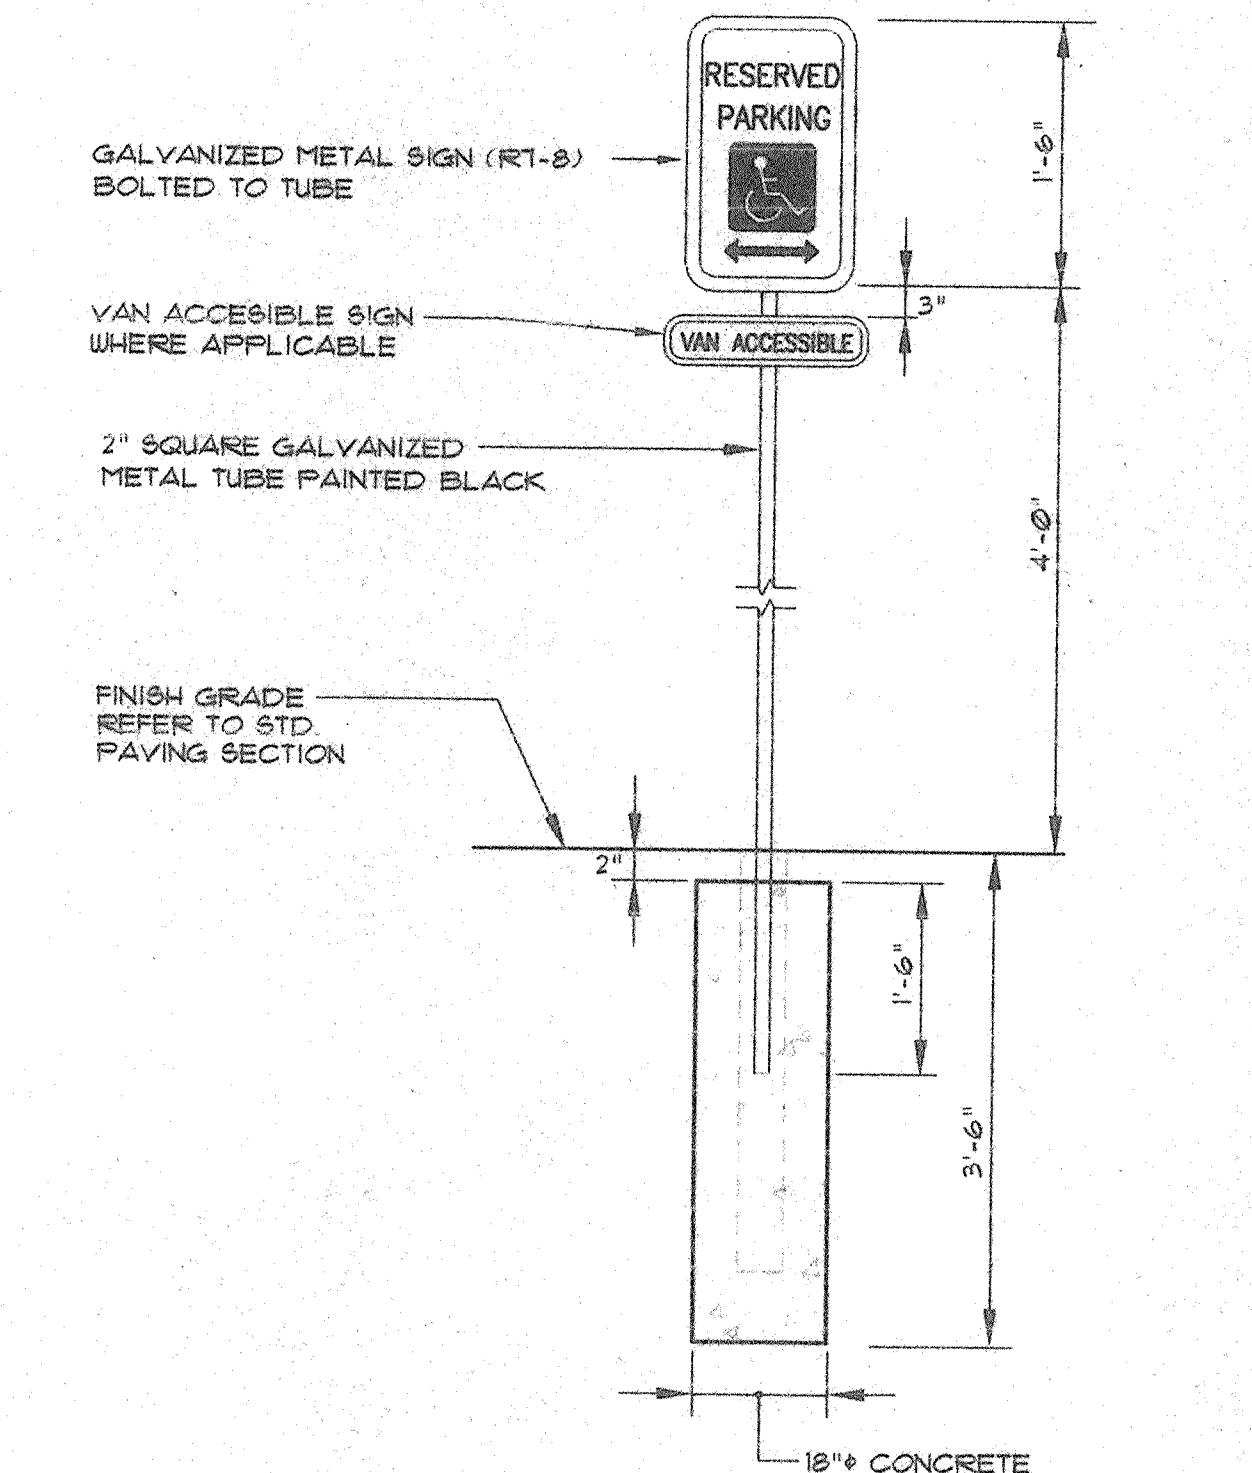 RESERVED
PARKING
GALVANIZED METAL SIGN (R7-8)
BOLTED TO TUBE
1'-6"
3"
VAN ACCESIBLE SIGN
WHERE APPLICABLE
VAN ACCESSIBLE
2" SQUARE GALVANIZED
METAL TUBE PAINTED BLACK
4'-0"
FINISH GRADE
REFER TO STD.
PAVING SECTION
2"
1'-6"
3'-6"
18"⌀ CONCRETE